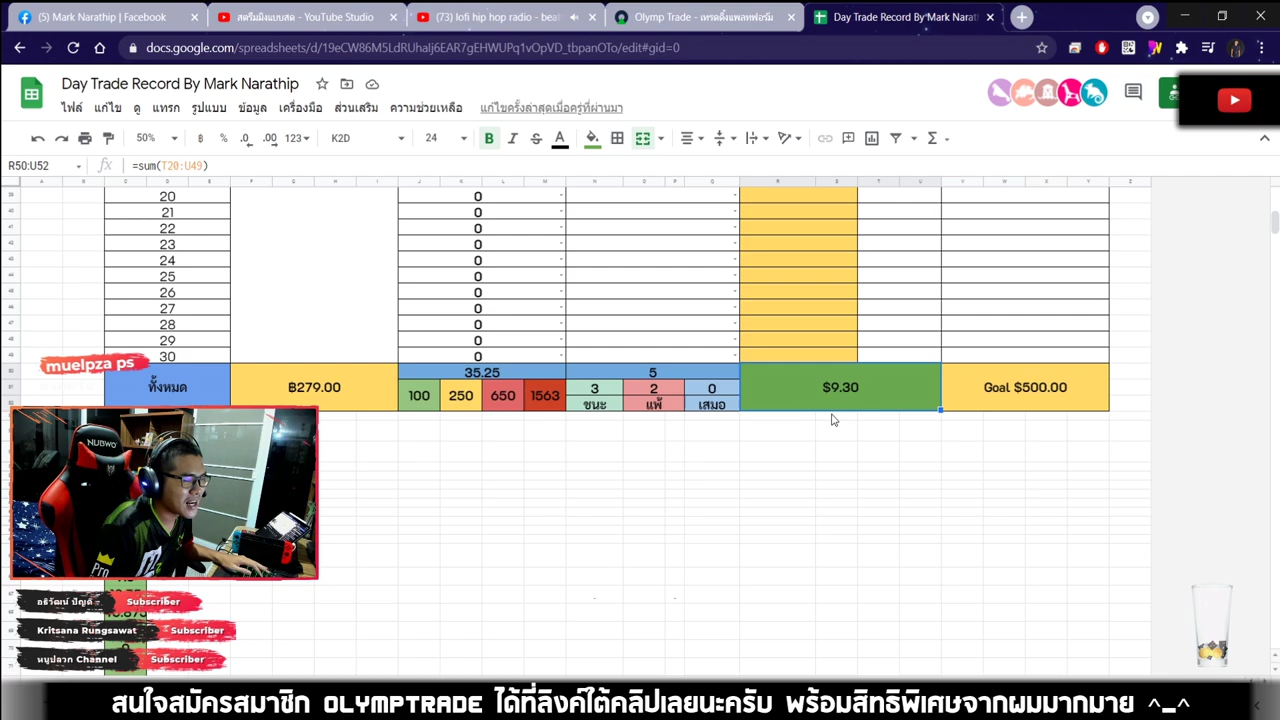 (5) Mark Narathip | Facebook
สตรีมมิงแบบสด - YouTube Studio
(73) lofi hip hop radio - bea
Olymp Trade - เทรดดิ้งแพลทฟอร์ม
Day Trade Record By Mark Narath
docs.google.com/spreadsheets/d/19eCW86M5LdRUhalj6EAR7gEHWUPq1vOpVD_tbpanOTo/edit#gid=0
Day Trade Record By Mark Narathip
ไฟล์ แก้ไข ดู แทรก รูปแบบ ข้อมูล เครื่องมือ ส่วนเสริม ความช่วยเหลือ แก้ไขครั้งล่าสุดเมื่อครู่ที่ผ่านมา
50% ฿ % .0 .00 123 K2D 24 B I S A
R50:U52 fx =sum(T20:U49)
20 0 - -
21 0 - -
22 0 - -
23 0 - -
24 0 - -
25 0 - -
26 0 - -
27 0 - -
28 0 - -
29 0 - -
30 0 - -
muelpza ps
ทั้งหมด
฿279.00
35.25
5
100 250 650 1563
3 2 0
ชนะ แพ้ เสมอ
$9.30
Goal $500.00
NUBWO
Pro
อธิวัฒน์ ปัญดิ Subscriber
Kritsana Rungsawat Subscriber
หนูปลวก Channel Subscriber
สนใจสมัครสมาชิก OLYMPTRADE ได้ที่ลิงค์ใต้คลิปเลยนะครับ พร้อมสิทธิพิเศษจากผมมากมาย ^_^